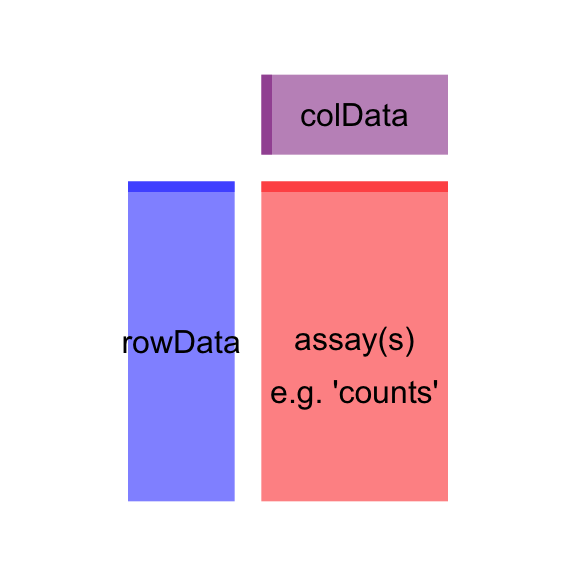 colData
rowData
assay(s)
e.g. 'counts'